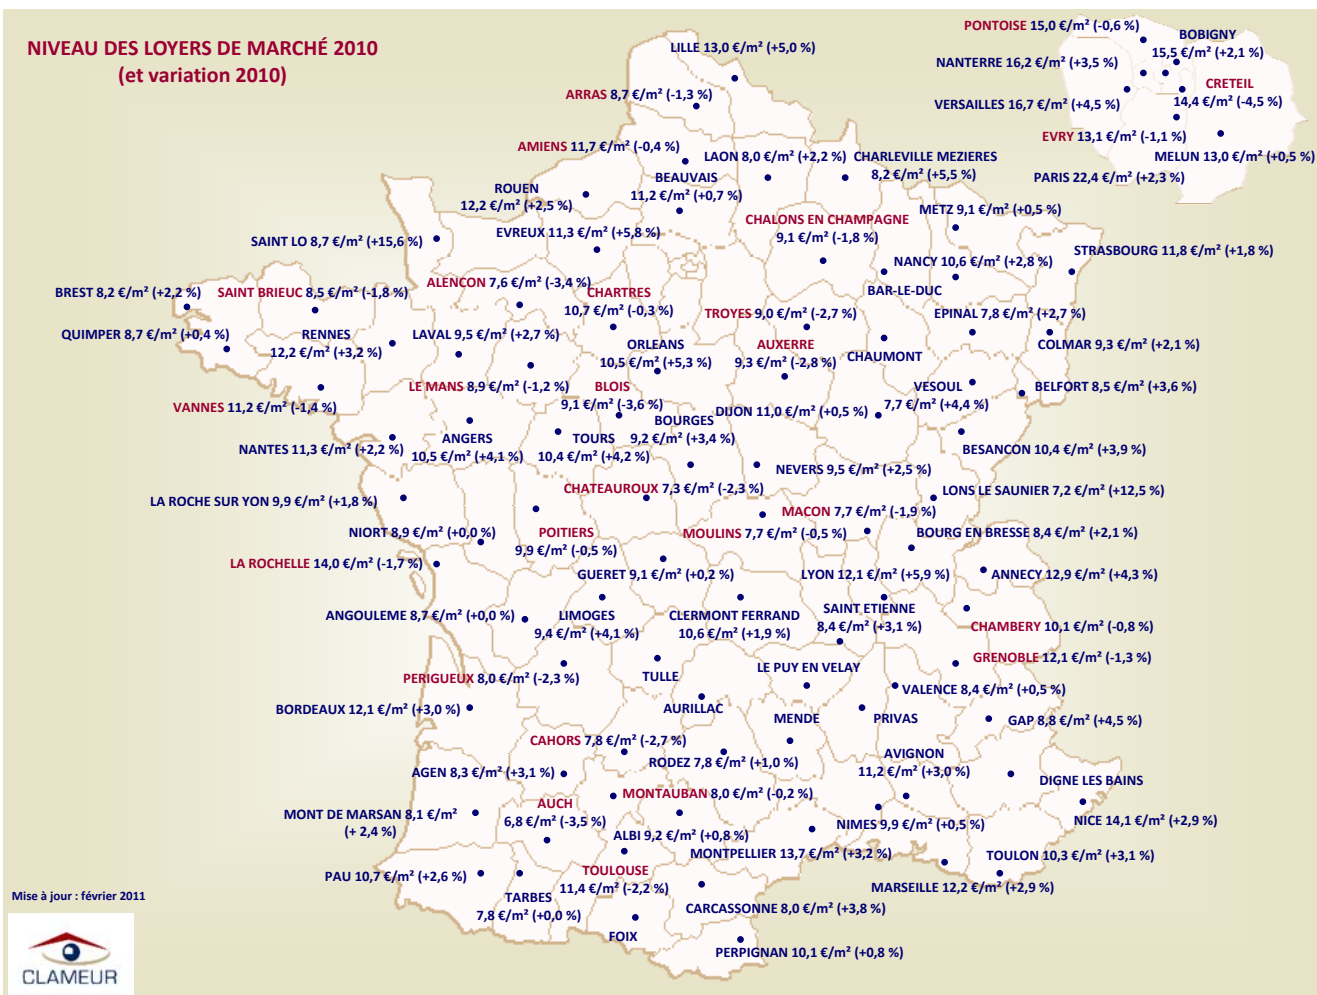 NIVEAU DES LOYERS DE MARCHÉ 2010
(et variation 2010)
PONTOISE 15,0 €/m² (-0,6 %)
BOBIGNY
15,5 €/m² (+2,1 %)
NANTERRE 16,2 €/m² (+3,5 %)
CRETEIL
14,4 €/m² (-4,5 %)
VERSAILLES 16,7 €/m² (+4,5 %)
EVRY 13,1 €/m² (-1,1 %)
MELUN 13,0 €/m² (+0,5 %)
PARIS 22,4 €/m² (+2,3 %)
LILLE 13,0 €/m² (+5,0 %)
ARRAS 8,7 €/m² (-1,3 %)
AMIENS 11,7 €/m² (-0,4 %)
LAON 8,0 €/m² (+2,2 %)
CHARLEVILLE MEZIERES
8,2 €/m² (+5,5 %)
BEAUVAIS
11,2 €/m² (+0,7 %)
ROUEN
12,2 €/m² (+2,5 %)
METZ 9,1 €/m² (+0,5 %)
CHALONS EN CHAMPAGNE
9,1 €/m² (-1,8 %)
EVREUX 11,3 €/m² (+5,8 %)
SAINT LO 8,7 €/m² (+15,6 %)
STRASBOURG 11,8 €/m² (+1,8 %)
NANCY 10,6 €/m² (+2,8 %)
BAR-LE-DUC
ALENCON 7,6 €/m² (-3,4 %)
BREST 8,2 €/m² (+2,2 %)
SAINT BRIEUC 8,5 €/m² (-1,8 %)
CHARTRES
10,7 €/m² (-0,3 %)
TROYES 9,0 €/m² (-2,7 %)
EPINAL 7,8 €/m² (+2,7 %)
QUIMPER 8,7 €/m² (+0,4 %)
RENNES
12,2 €/m² (+3,2 %)
LAVAL 9,5 €/m² (+2,7 %)
ORLEANS
10,5 €/m² (+5,3 %)
AUXERRE
9,3 €/m² (-2,8 %)
CHAUMONT
COLMAR 9,3 €/m² (+2,1 %)
LE MANS 8,9 €/m² (-1,2 %)
BLOIS
9,1 €/m² (-3,6 %)
VESOUL
7,7 €/m² (+4,4 %)
BELFORT 8,5 €/m² (+3,6 %)
VANNES 11,2 €/m² (-1,4 %)
DIJON 11,0 €/m² (+0,5 %)
BOURGES
9,2 €/m² (+3,4 %)
NANTES 11,3 €/m² (+2,2 %)
ANGERS
10,5 €/m² (+4,1 %)
TOURS
10,4 €/m² (+4,2 %)
BESANCON 10,4 €/m² (+3,9 %)
NEVERS 9,5 €/m² (+2,5 %)
CHATEAUROUX 7,3 €/m² (-2,3 %)
LONS LE SAUNIER 7,2 €/m² (+12,5 %)
LA ROCHE SUR YON 9,9 €/m² (+1,8 %)
MACON 7,7 €/m² (-1,9 %)
NIORT 8,9 €/m² (+0,0 %)
POITIERS
9,9 €/m² (-0,5 %)
MOULINS 7,7 €/m² (-0,5 %)
BOURG EN BRESSE 8,4 €/m² (+2,1 %)
LA ROCHELLE 14,0 €/m² (-1,7 %)
GUERET 9,1 €/m² (+0,2 %)
LYON 12,1 €/m² (+5,9 %)
ANNECY 12,9 €/m² (+4,3 %)
ANGOULEME 8,7 €/m² (+0,0 %)
LIMOGES
9,4 €/m² (+4,1 %)
CLERMONT FERRAND
10,6 €/m² (+1,9 %)
SAINT ETIENNE
8,4 €/m² (+3,1 %)
CHAMBERY 10,1 €/m² (-0,8 %)
GRENOBLE 12,1 €/m² (-1,3 %)
PERIGUEUX 8,0 €/m² (-2,3 %)
TULLE
LE PUY EN VELAY
VALENCE 8,4 €/m² (+0,5 %)
BORDEAUX 12,1 €/m² (+3,0 %)
AURILLAC
MENDE
PRIVAS
GAP 8,8 €/m² (+4,5 %)
CAHORS 7,8 €/m² (-2,7 %)
RODEZ 7,8 €/m² (+1,0 %)
AVIGNON
11,2 €/m² (+3,0 %)
AGEN 8,3 €/m² (+3,1 %)
DIGNE LES BAINS
MONTAUBAN 8,0 €/m² (-0,2 %)
AUCH
6,8 €/m² (-3,5 %)
MONT DE MARSAN 8,1 €/m²
(+ 2,4 %)
NICE 14,1 €/m² (+2,9 %)
NIMES 9,9 €/m² (+0,5 %)
ALBI 9,2 €/m² (+0,8 %)
MONTPELLIER 13,7 €/m² (+3,2 %)
TOULON 10,3 €/m² (+3,1 %)
PAU 10,7 €/m² (+2,6 %)
TOULOUSE
11,4 €/m² (-2,2 %)
MARSEILLE 12,2 €/m² (+2,9 %)
TARBES
7,8 €/m² (+0,0 %)
CARCASSONNE 8,0 €/m² (+3,8 %)
FOIX
PERPIGNAN 10,1 €/m² (+0,8 %)
Mise à jour : février 2011
CLAMEUR